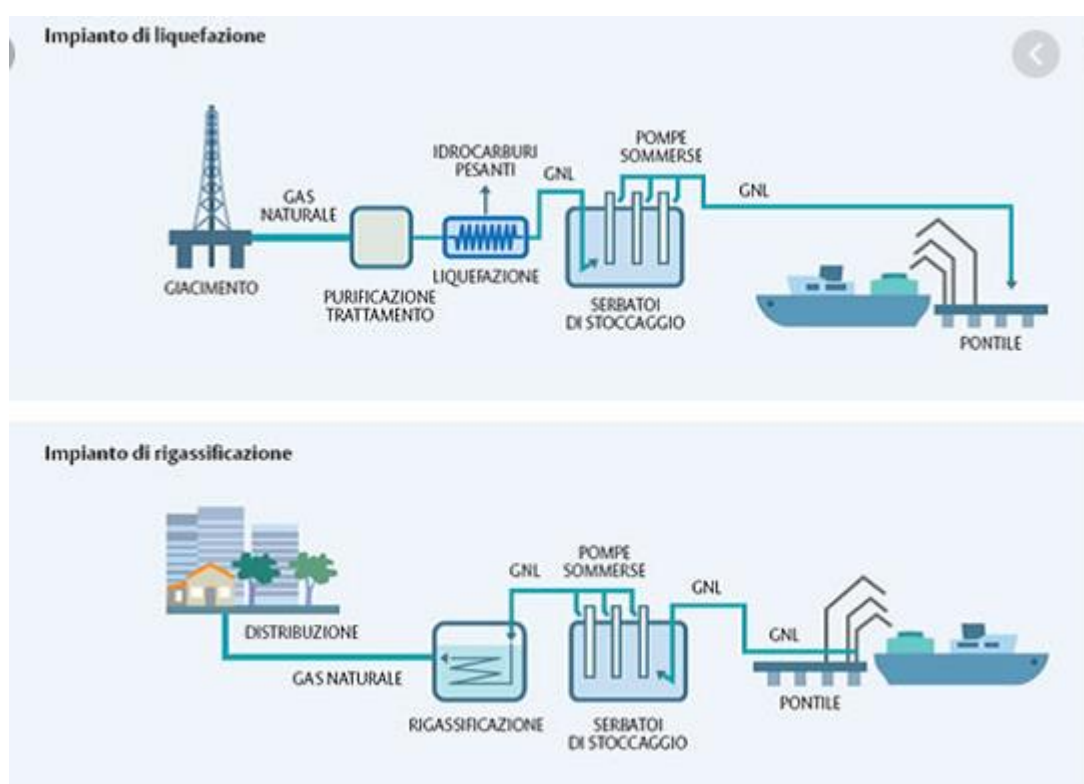 Impianto di liquefazione
IDROCARBURI
PESANTI
POMPE
SOMMERSE
GNL
GNL
GAS
NATURALE
GIACIMENTO
LIQUEFAZIONE
PURIFICAZIONE
TRATTAMENTO
SERBATOI
DI STOCCAGGIO
PONTILE
Impianto di rigassificazione
POMPE
SOMMERSE
GNL
GNL
GNL
DISTRIBUZIONE
GAS NATURALE
RIGASSIFICAZIONE
SERBATOI
DI STOCCAGGIO
PONTILE